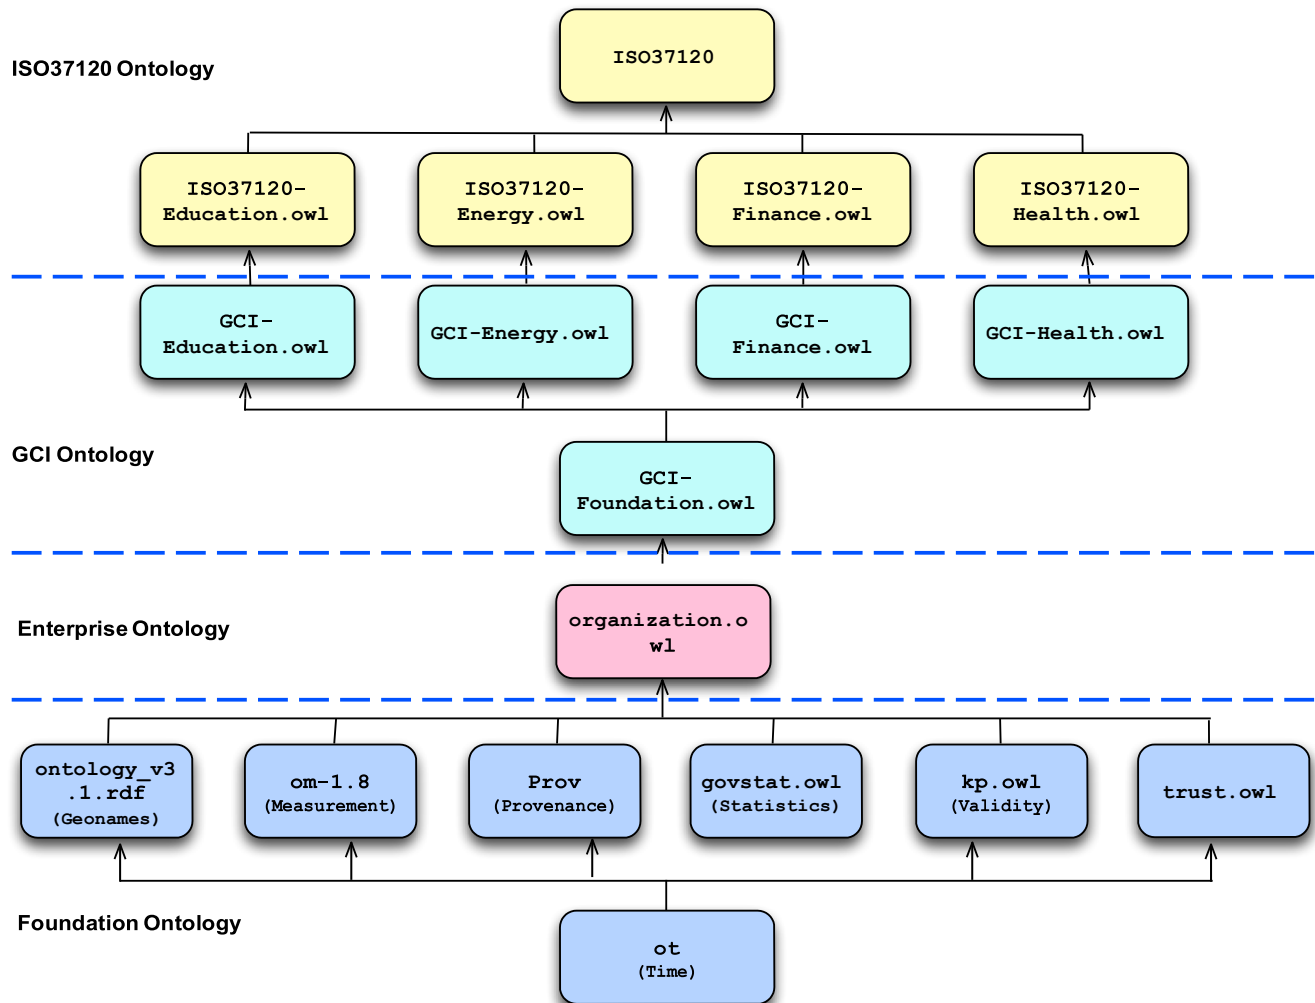 ISO37120
ISO37120 Ontology
ISO37120-
Education.owl
ISO37120-
Energy.owl
ISO37120-
Finance.owl
ISO37120-
Health.owl
GCI-
Education.owl
GCI-Energy.owl
GCI-
Finance.owl
GCI-Health.owl
GCI Ontology
GCI-
Foundation.owl
Enterprise Ontology
organization.o
wl
ontology_v3
.1.rdf
(Geonames)
om-1.8
(Measurement)
Prov
(Provenance)
govstat.owl
(Statistics)
kp.owl
(Validity)
trust.owl
Foundation Ontology
ot
(Time)